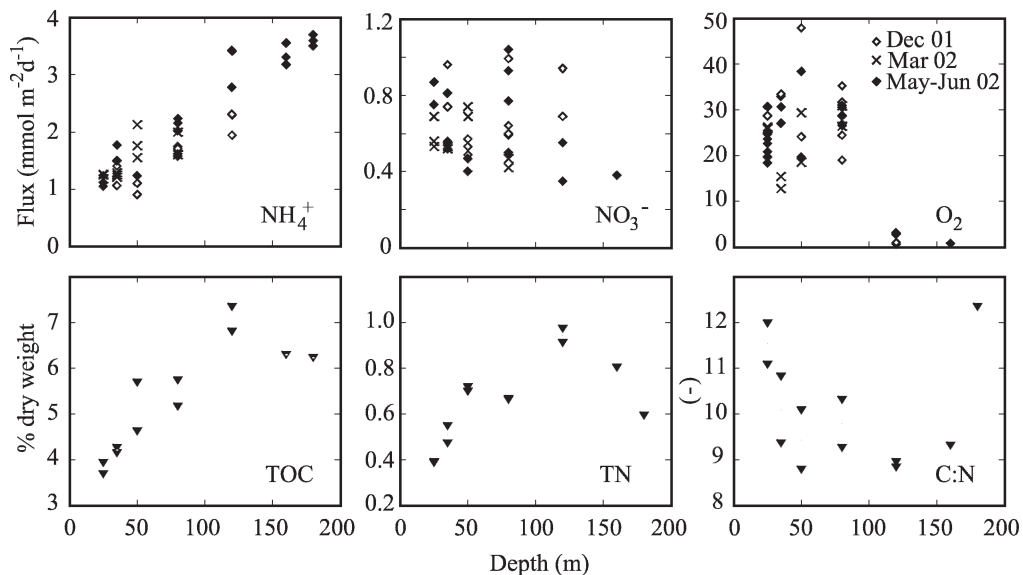 Flux (mmol m⁻²d⁻¹)
4
3
2
1
0
NH₄⁺
1.2
0.8
0.4
0
NO₃⁻
50
40
30
20
10
0
Dec 01
Mar 02
May-Jun 02
O₂
% dry weight
7
6
5
4
3
TOC
0 50 100 150 200
1.0
0.8
0.6
0.4
0.2
TN
0 50 100 150 200
(-)
12
11
10
9
8
C:N
0 50 100 150 200
Depth (m)